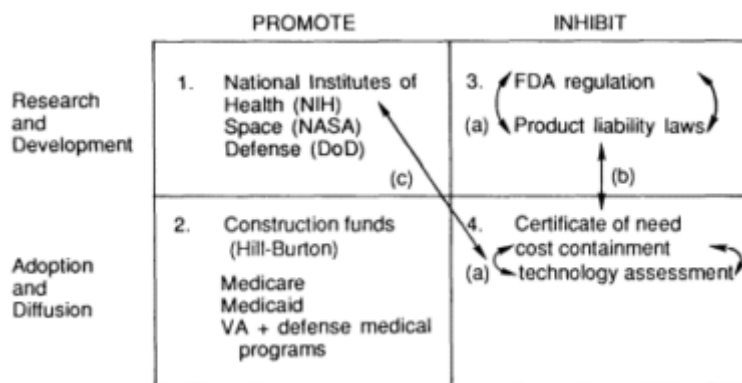 PROMOTE
INHIBIT
Research
and
Development
1. National Institutes of
Health (NIH)
Space (NASA)
Defense (DoD)
(c)
3. FDA regulation
(a) Product liability laws
(b)
Adoption
and
Diffusion
2. Construction funds
(Hill-Burton)
Medicare
Medicaid
VA + defense medical
programs
4. Certificate of need
cost containment
(a) technology assessment